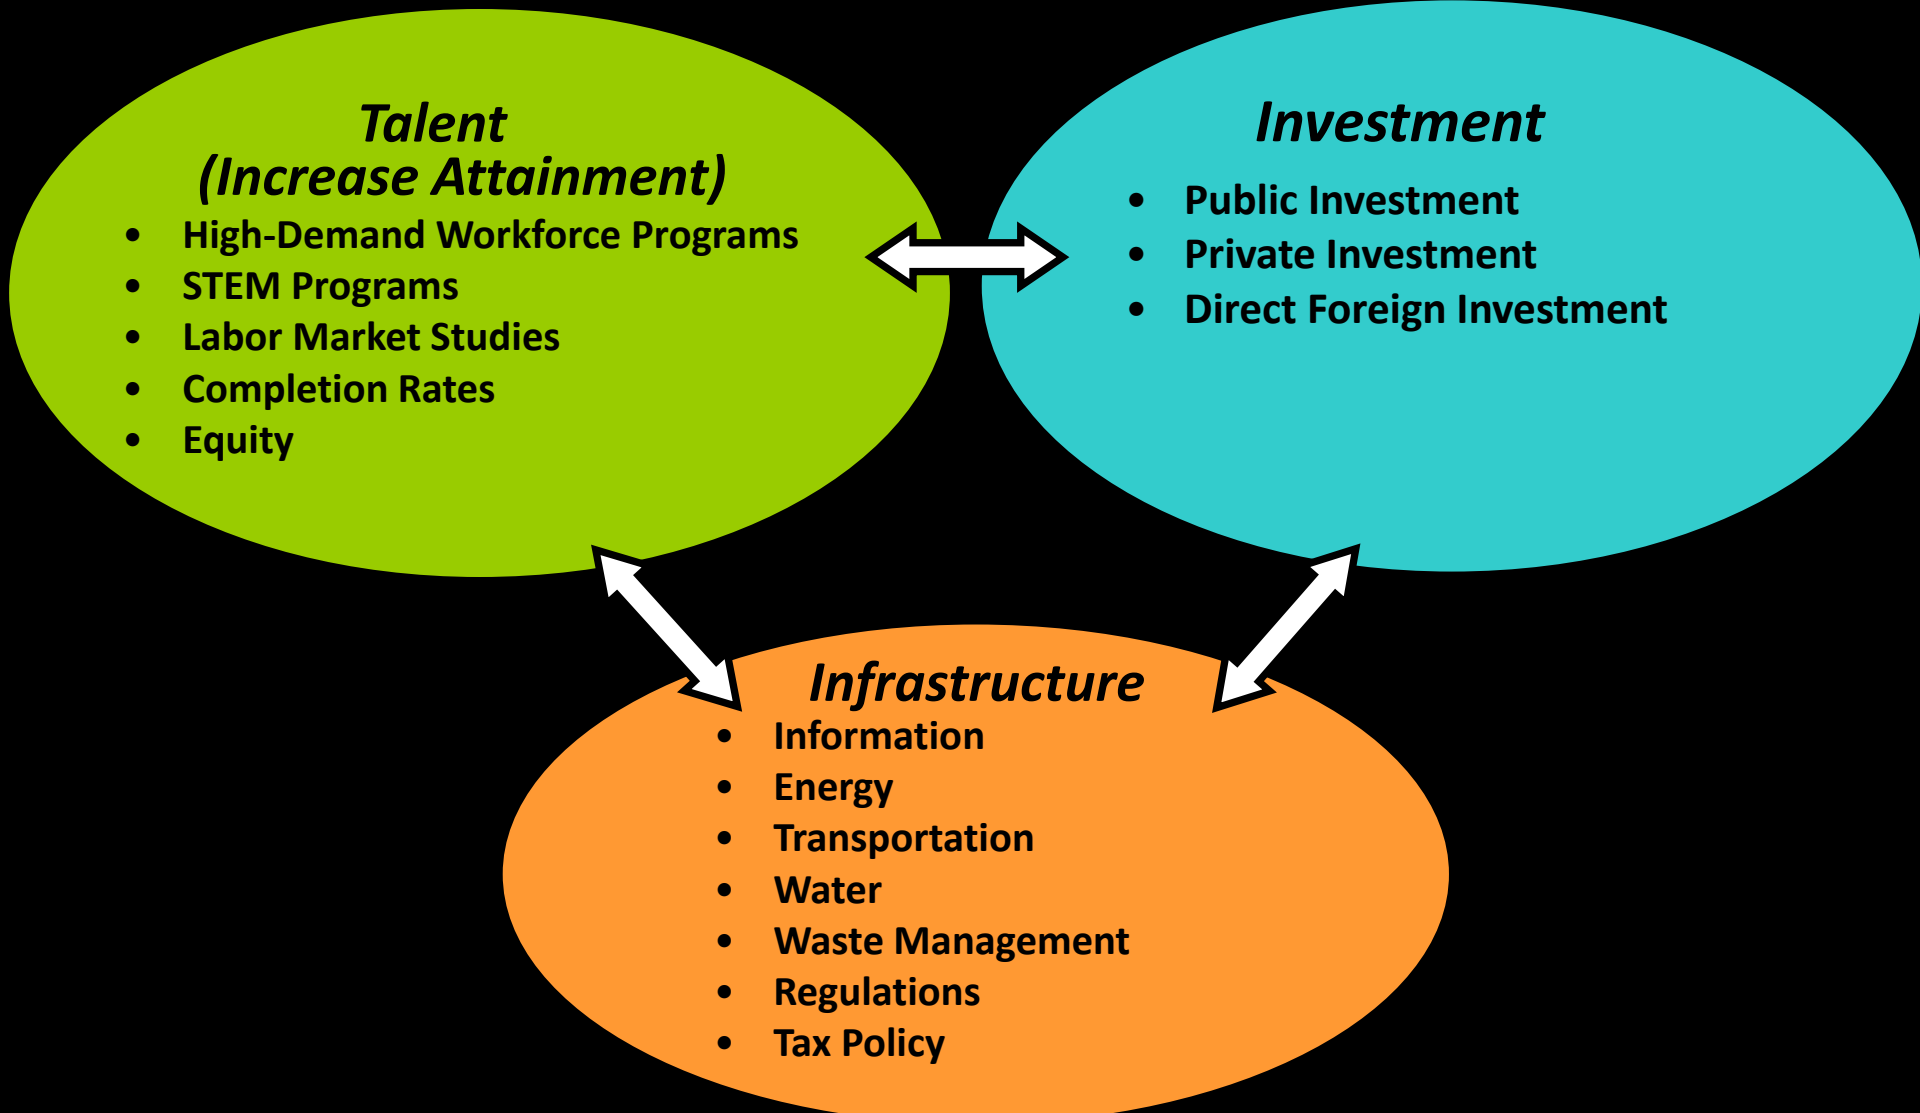 Talent
(Increase Attainment)
• High-Demand Workforce Programs
• STEM Programs
• Labor Market Studies
• Completion Rates
• Equity
Investment
• Public Investment
• Private Investment
• Direct Foreign Investment
Infrastructure
• Information
• Energy
• Transportation
• Water
• Waste Management
• Regulations
• Tax Policy